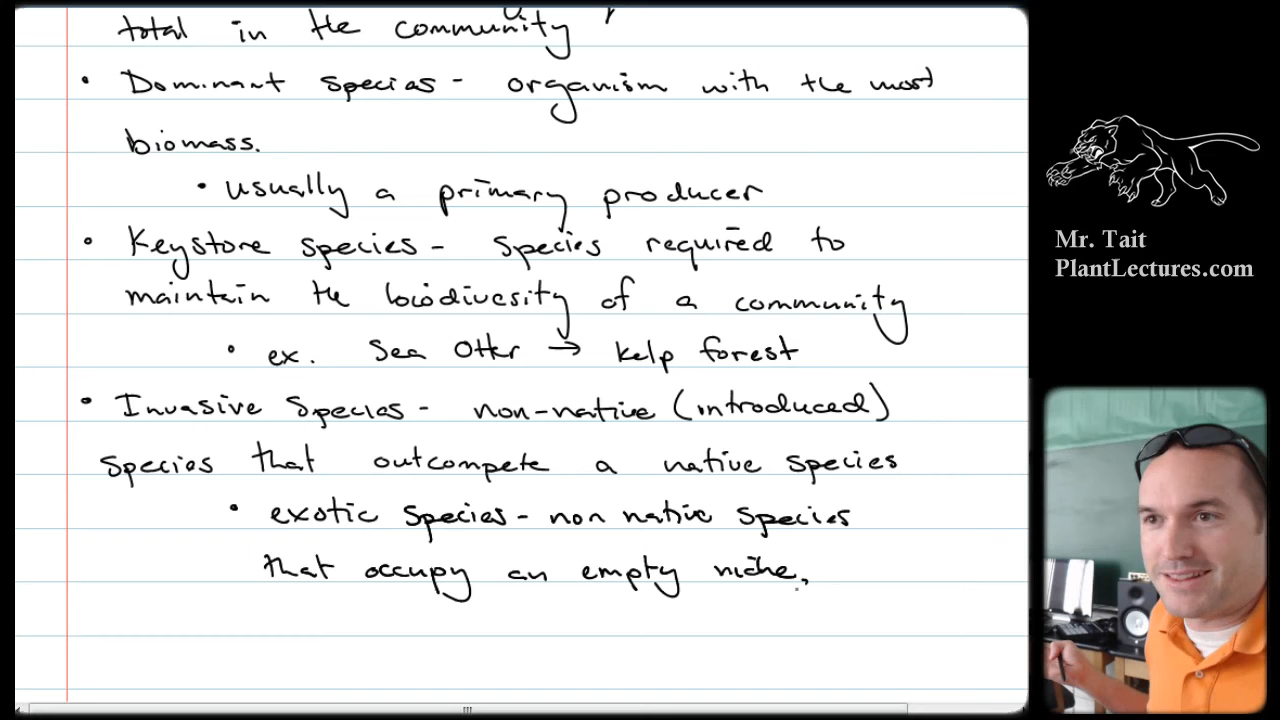 total in the community
• Dominant species - organism with the most
biomass.
• usually a primary producer
• Keystone species - species required to
maintain the biodiversity of a community
• ex. Sea Otter → kelp forest
• Invasive Species - non-native (introduced)
species that outcompete a native species
• exotic species - non native species
that occupy an empty niche,
Mr. Tait
PlantLectures.com